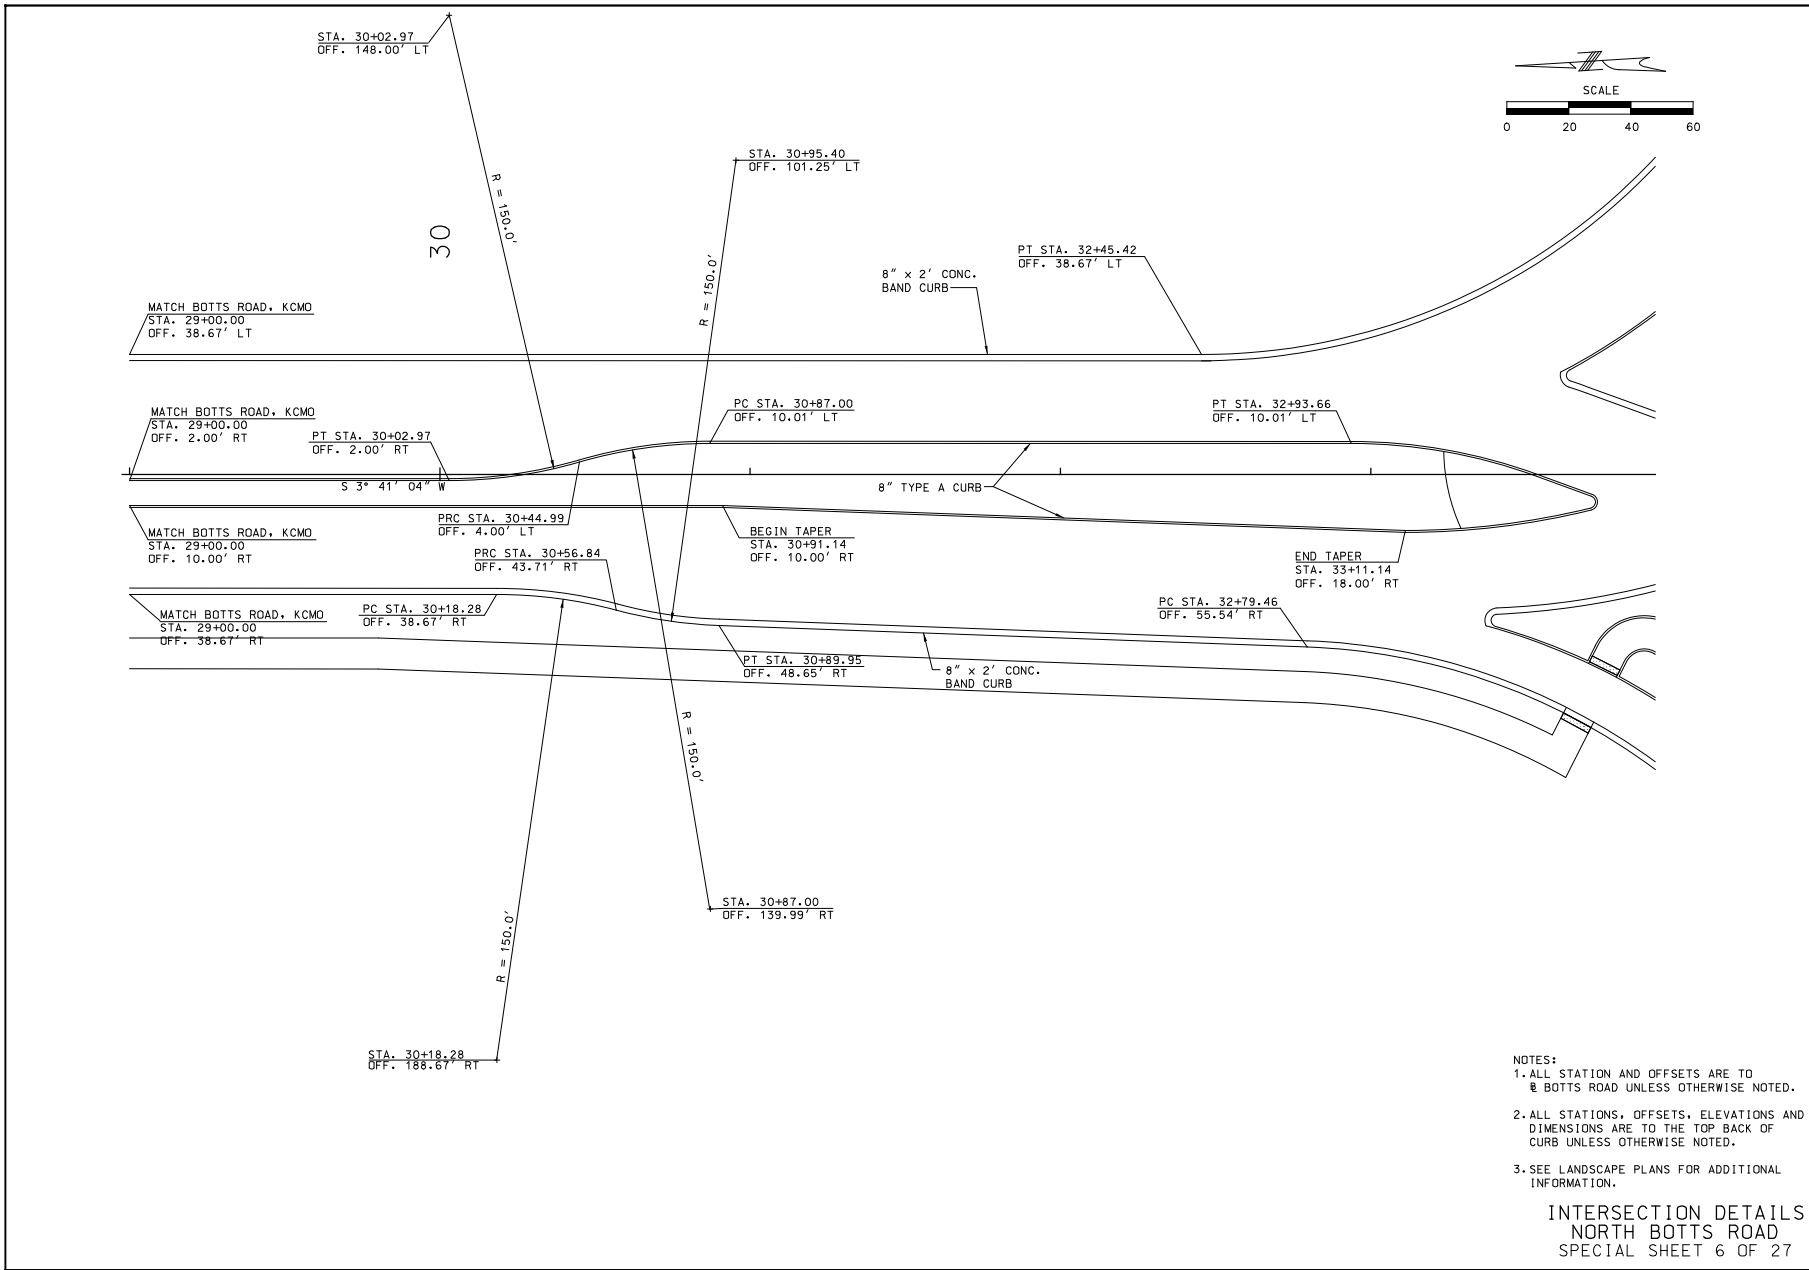 STA. 30+02.97
OFF. 148.00' LT
SCALE
0 20 40 60
STA. 30+95.40
OFF. 101.25' LT
R = 150.0'
30
R = 150.0'
PT STA. 32+45.42
OFF. 38.67' LT
8" x 2' CONC.
BAND CURB
MATCH BOTTS ROAD, KCMO
STA. 29+00.00
OFF. 38.67' LT
MATCH BOTTS ROAD, KCMO
STA. 29+00.00
OFF. 2.00' RT
PT STA. 30+02.97
OFF. 2.00' RT
PC STA. 30+87.00
OFF. 10.01' LT
PT STA. 32+93.66
OFF. 10.01' LT
S 3° 41' 04" W
8" TYPE A CURB
MATCH BOTTS ROAD, KCMO
STA. 29+00.00
OFF. 10.00' RT
PRC STA. 30+44.99
OFF. 4.00' LT
BEGIN TAPER
STA. 30+91.14
OFF. 10.00' RT
PRC STA. 30+56.84
OFF. 43.71' RT
END TAPER
STA. 33+11.14
OFF. 18.00' RT
MATCH BOTTS ROAD, KCMO
STA. 29+00.00
OFF. 38.67' RT
PC STA. 30+18.28
OFF. 38.67' RT
PC STA. 32+79.46
OFF. 55.54' RT
PT STA. 30+89.95
OFF. 48.65' RT
8" x 2' CONC.
BAND CURB
R = 150.0'
STA. 30+87.00
OFF. 139.99' RT
R = 150.0'
STA. 30+18.28
OFF. 188.67' RT
NOTES:
1. ALL STATION AND OFFSETS ARE TO
BOTTS ROAD UNLESS OTHERWISE NOTED.
2. ALL STATIONS, OFFSETS, ELEVATIONS AND
DIMENSIONS ARE TO THE TOP BACK OF
CURB UNLESS OTHERWISE NOTED.
3. SEE LANDSCAPE PLANS FOR ADDITIONAL
INFORMATION.
INTERSECTION DETAILS
NORTH BOTTS ROAD
SPECIAL SHEET 6 OF 27